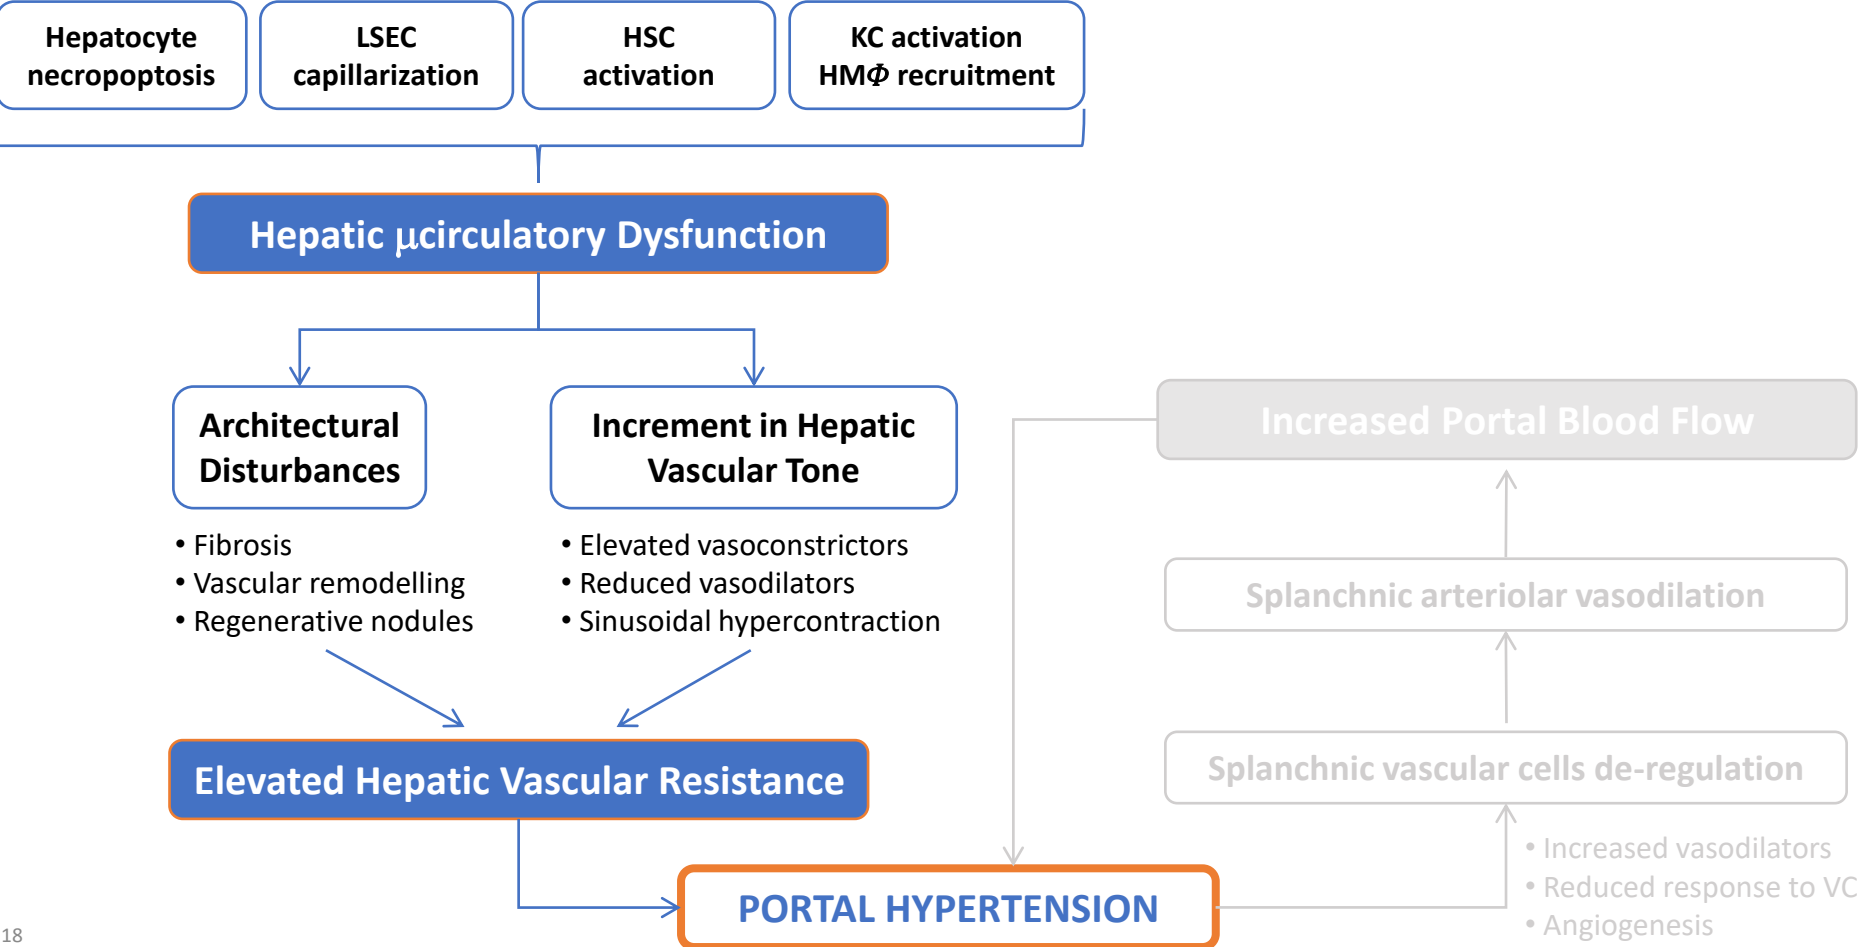 Hepatocyte
necropoptosis
LSEC
capillarization
HSC
activation
KC activation
HMΦ recruitment
Hepatic μcirculatory Dysfunction
Architectural
Disturbances
• Fibrosis
• Vascular remodelling
• Regenerative nodules
Increment in Hepatic
Vascular Tone
• Elevated vasoconstrictors
• Reduced vasodilators
• Sinusoidal hypercontraction
Elevated Hepatic Vascular Resistance
PORTAL HYPERTENSION
Increased Portal Blood Flow
Splanchnic arteriolar vasodilation
Splanchnic vascular cells de-regulation
• Increased vasodilators
• Reduced response to VC
• Angiogenesis
18